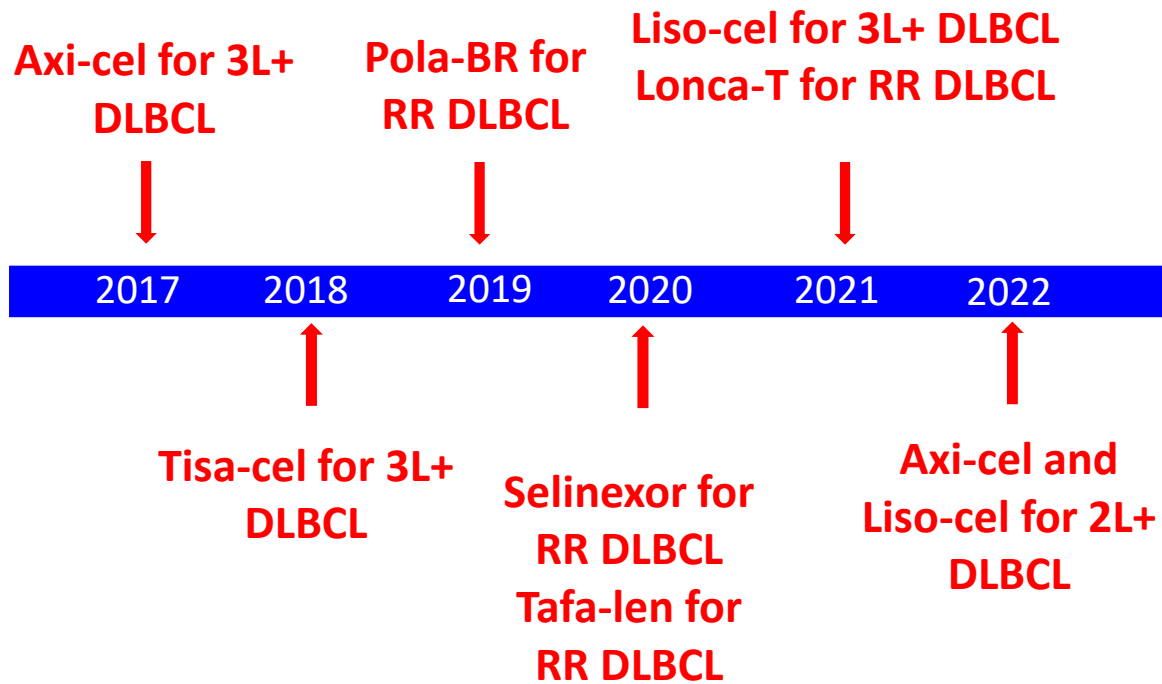 Axi-cel for 3L+
DLBCL
Pola-BR for
RR DLBCL
Liso-cel for 3L+ DLBCL
Lonca-T for RR DLBCL
2017 2018 2019 2020 2021 2022
Tisa-cel for 3L+
DLBCL
Selinexor for
RR DLBCL
Tafa-len for
RR DLBCL
Axi-cel and
Liso-cel for 2L+
DLBCL